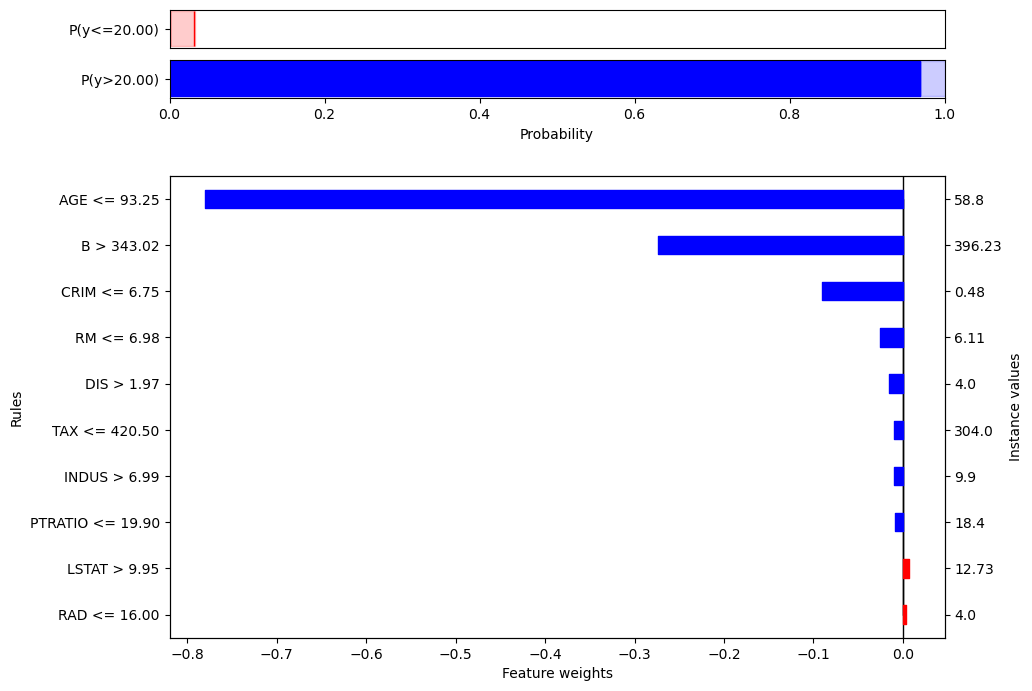 P(y<=20.00)
P(y>20.00)
0.0 0.2 0.4 0.6 0.8 1.0
Probability
Rules
AGE <= 93.25 58.8
B > 343.02 396.23
CRIM <= 6.75 0.48
RM <= 6.98 6.11
DIS > 1.97 4.0
TAX <= 420.50 304.0
INDUS > 6.99 9.9
PTRATIO <= 19.90 18.4
LSTAT > 9.95 12.73
RAD <= 16.00 4.0
Instance values
−0.8 −0.7 −0.6 −0.5 −0.4 −0.3 −0.2 −0.1 0.0
Feature weights